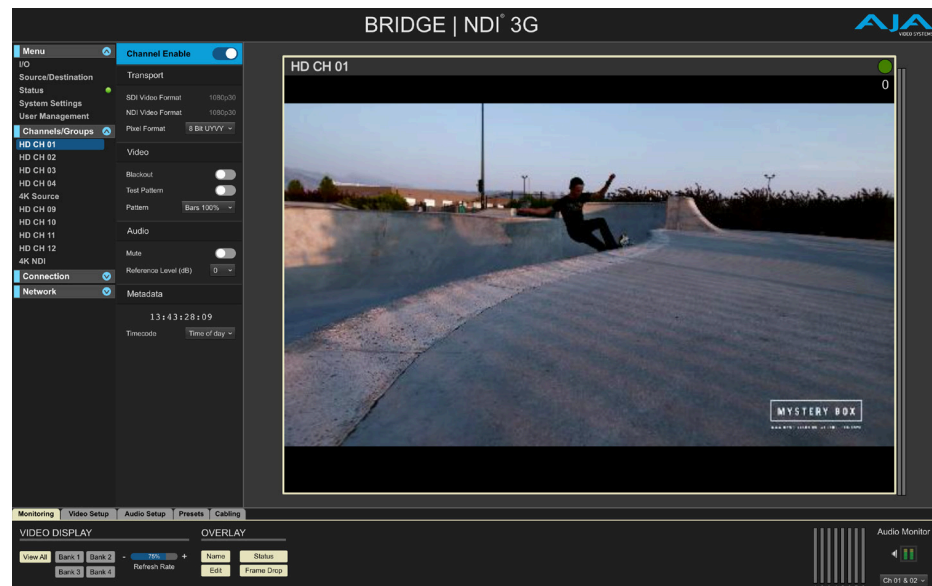 BRIDGE | NDI® 3G
AJA
VIDEO SYSTEMS
Menu
I/O
Source/Destination
Status
System Settings
User Management
Channels/Groups
HD CH 01
HD CH 02
HD CH 03
HD CH 04
4K Source
HD CH 09
HD CH 10
HD CH 11
HD CH 12
4K NDI
Connection
Network
Channel Enable
Transport
SDI Video Format 1080p30
NDI Video Format 1080p30
Pixel Format 8 Bit UYVY
Video
Blackout
Test Pattern
Pattern Bars 100%
Audio
Mute
Reference Level (dB) 0
Metadata
13:43:28:09
Timecode Time of day
HD CH 01
0
MYSTERY BOX
Monitoring Video Setup Audio Setup Presets Cabling
VIDEO DISPLAY
View All Bank 1 Bank 2
Bank 3 Bank 4
- 75% +
Refresh Rate
OVERLAY
Name Status
Edit Frame Drop
Audio Monitor
Ch 01 & 02